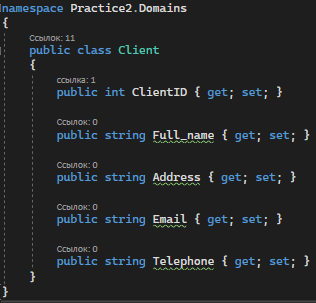 namespace Practice2.Domains
{
Ссылок: 11
public class Client
{
ссылка: 1
public int ClientID { get; set; }
Ссылок: 0
public string Full_name { get; set; }
Ссылок: 0
public string Address { get; set; }
Ссылок: 0
public string Email { get; set; }
Ссылок: 0
public string Telephone { get; set; }
}
}